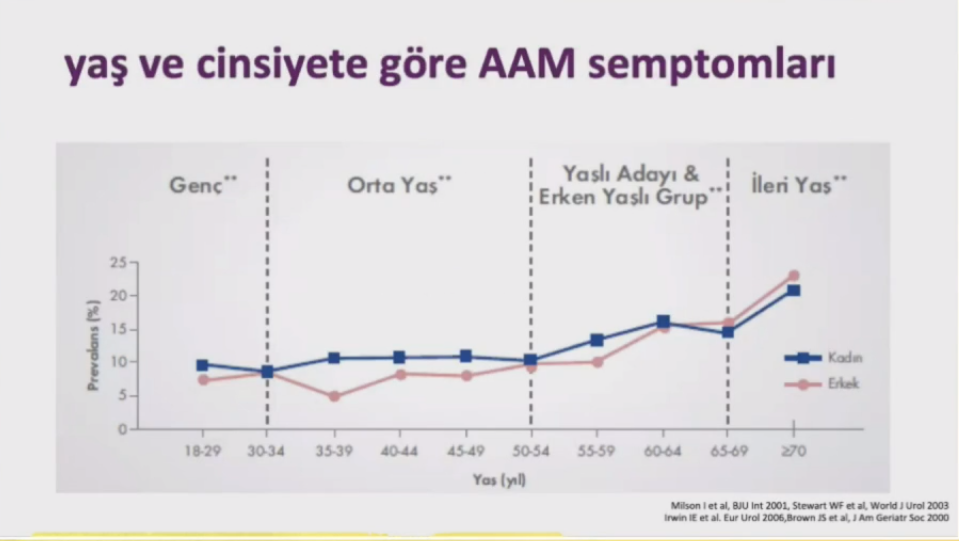 yaş ve cinsiyete göre AAM semptomları
Genç**
Orta Yaş**
Yaşlı Adayı &
Erken Yaşlı Grup**
İleri Yaş**
25
20
15
10
5
0
Prevalans (%)
Kadın
Erkek
18-29 30-34 35-39 40-44 45-49 50-54 55-59 60-64 65-69 ≥70
Yaş (yıl)
Milson I et al, BJU Int 2001, Stewart WF et al, World J Urol 2003
Irwin IE et al. Eur Urol 2006,Brown JS et al, J Am Geriatr Soc 2000